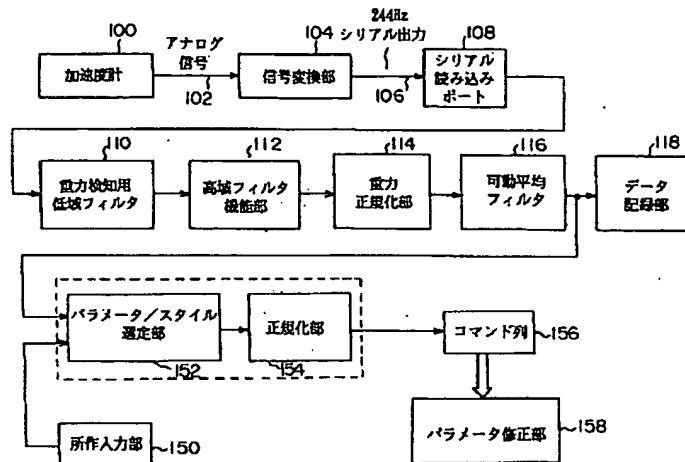 100
加速度計
アナログ
信号
102
104
信号変換部
244Hz
シリアル出力
106
108
シリアル
読み込み
ポート
110
重力検知用
低域フィルタ
112
高域フィルタ
機能部
114
重力
正規化部
116
可動平均
フィルタ
118
データ
記録部
パラメータ/スタイル
選定部
152
正規化部
154
コマンド列
156
所作入力部
150
パラメータ修正部
158